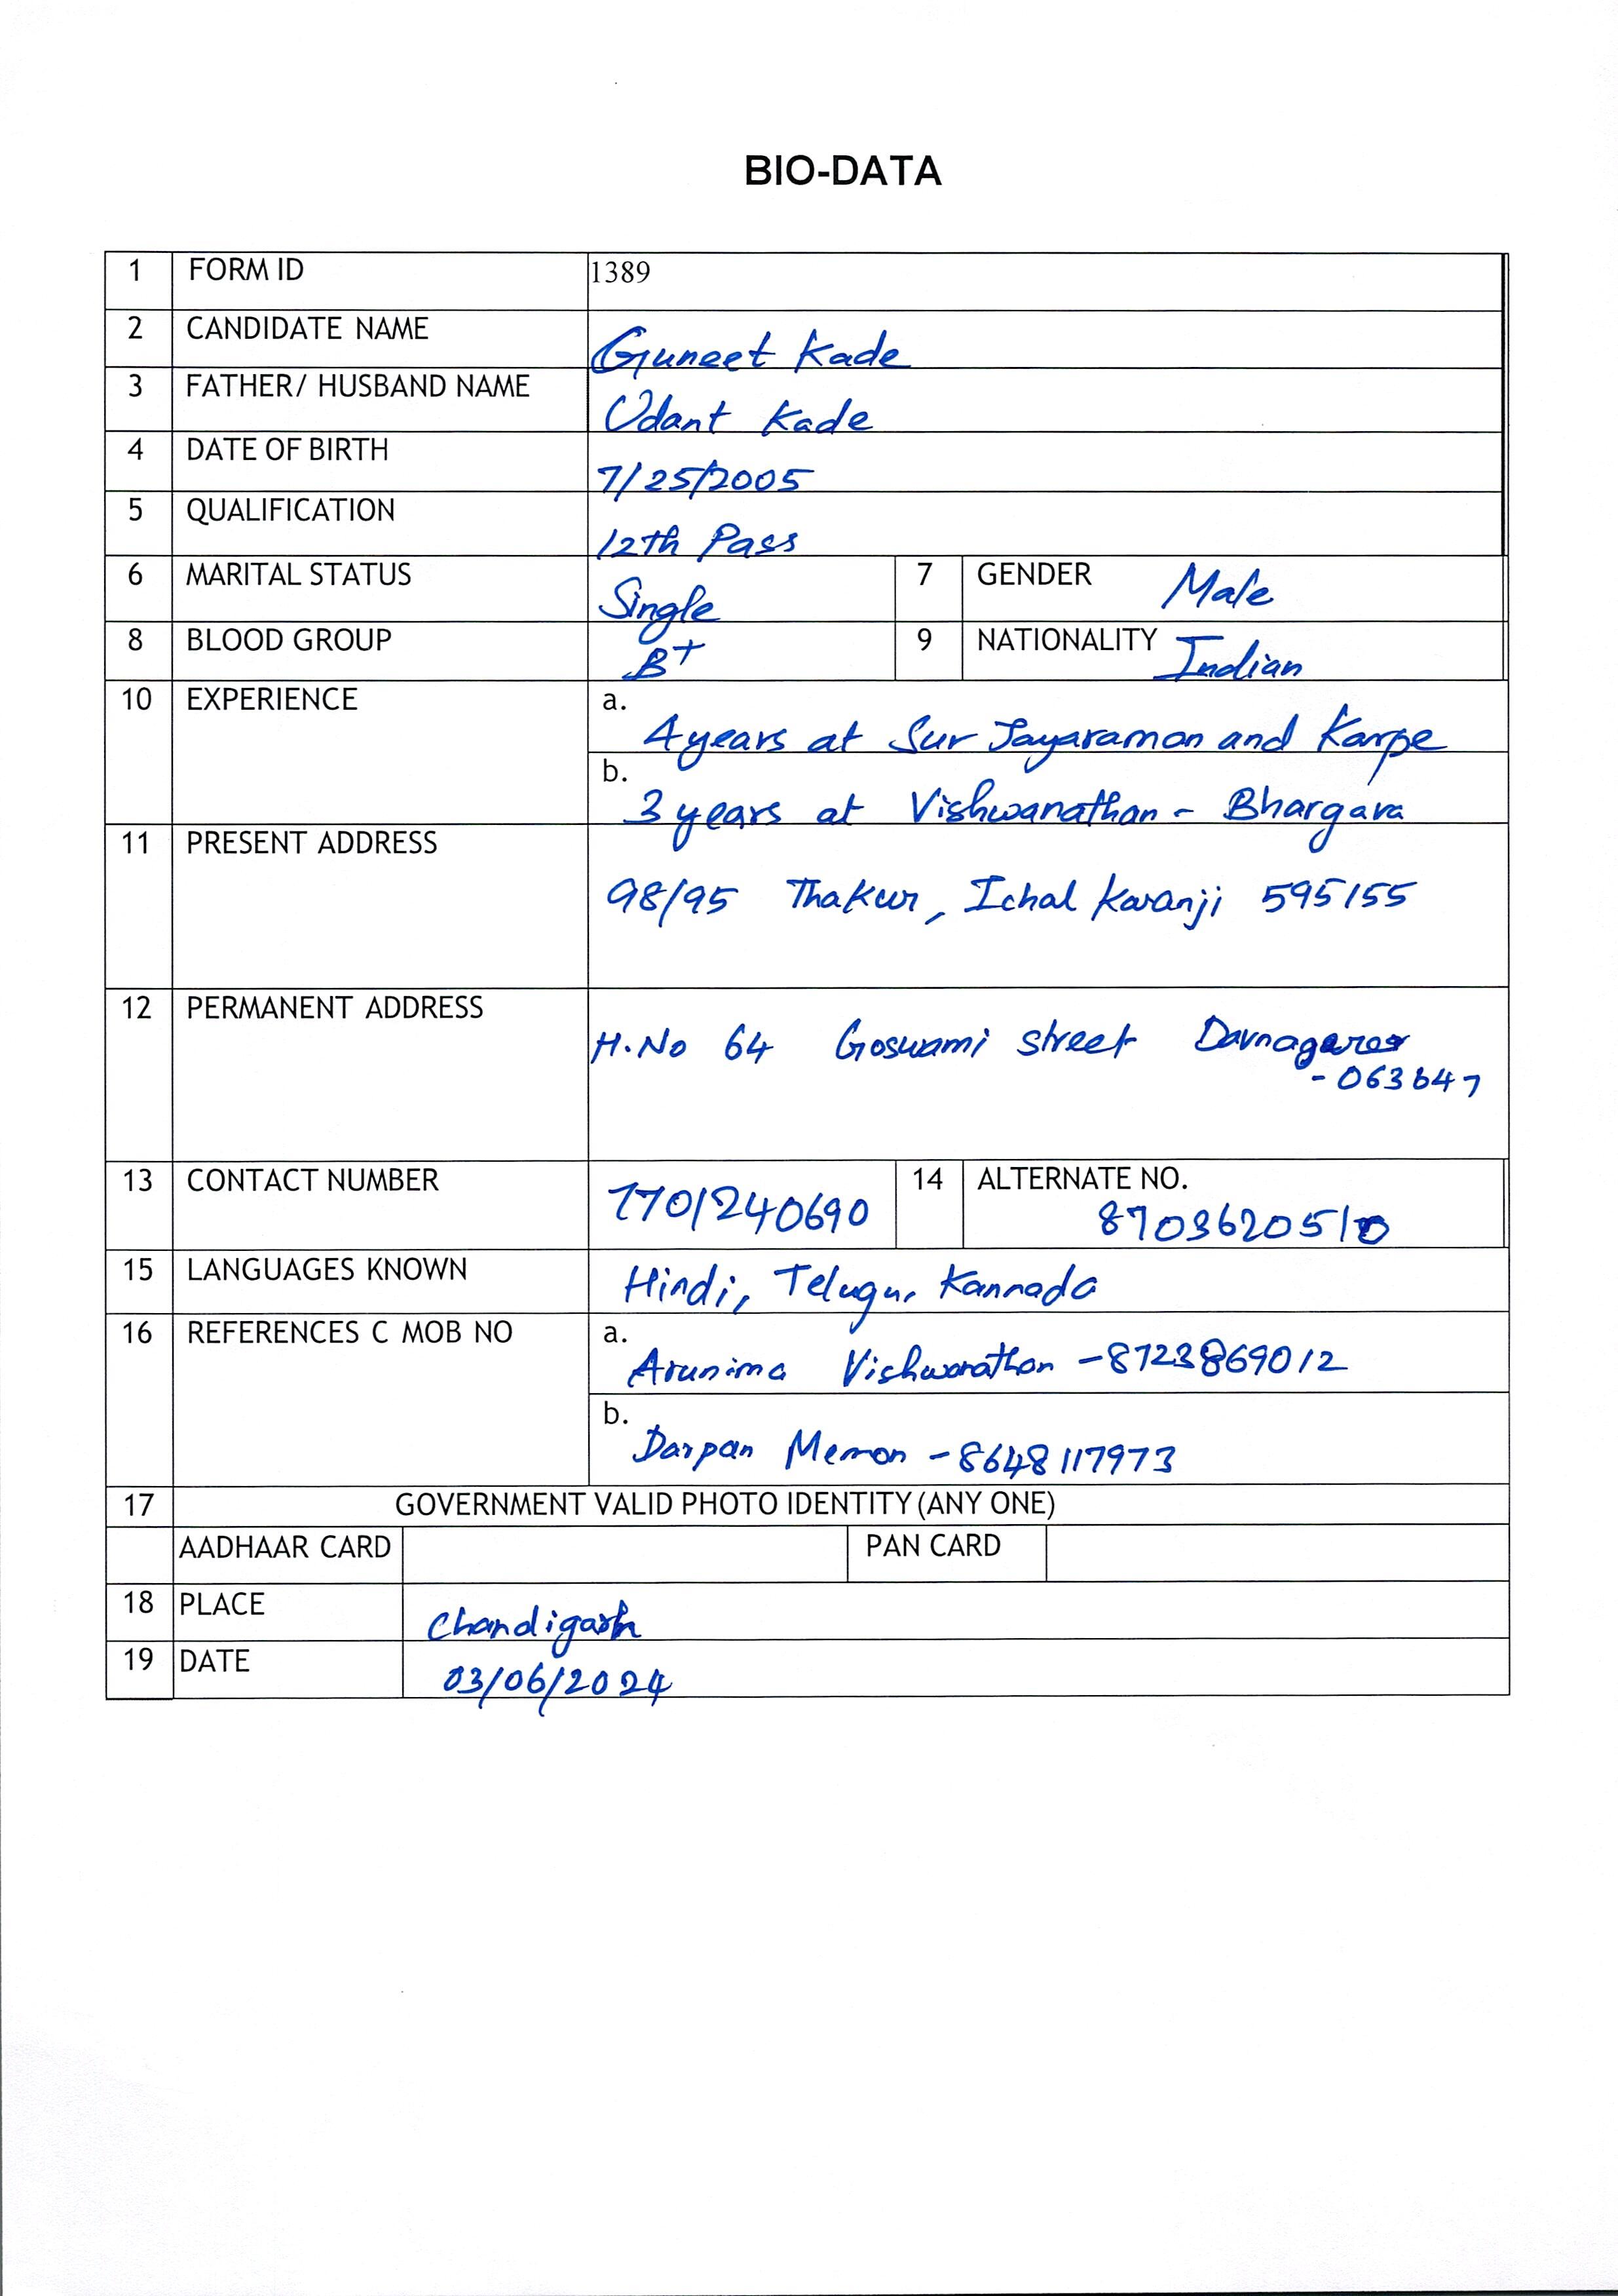 BIO-DATA
1 FORM ID 1389
2 CANDIDATE NAME Guneet Kade
3 FATHER/ HUSBAND NAME Udant Kade
4 DATE OF BIRTH 7/25/2005
5 QUALIFICATION 12th Pass
6 MARITAL STATUS Single 7 GENDER Male
8 BLOOD GROUP B+ 9 NATIONALITY Indian
10 EXPERIENCE a. 4 years at Sur Jayaraman and Karpe
b. 3 years at Vishwanathan - Bhargava
11 PRESENT ADDRESS
98/95 Thakur, Ichal Karanji 595155
12 PERMANENT ADDRESS
H.No 64 Goswami street
- 063647
13 CONTACT NUMBER 7701240690 14 ALTERNATE NO.
8703620510
15 LANGUAGES KNOWN Hindi, Telugu, Kannada
16 REFERENCES C MOB NO a. Arunima Vishwanathan - 8723869012
b. Darpan Memon - 8648117973
17 GOVERNMENT VALID PHOTO IDENTITY (ANY ONE)
AADHAAR CARD PAN CARD
18 PLACE Chandigarh
19 DATE 03/06/2024